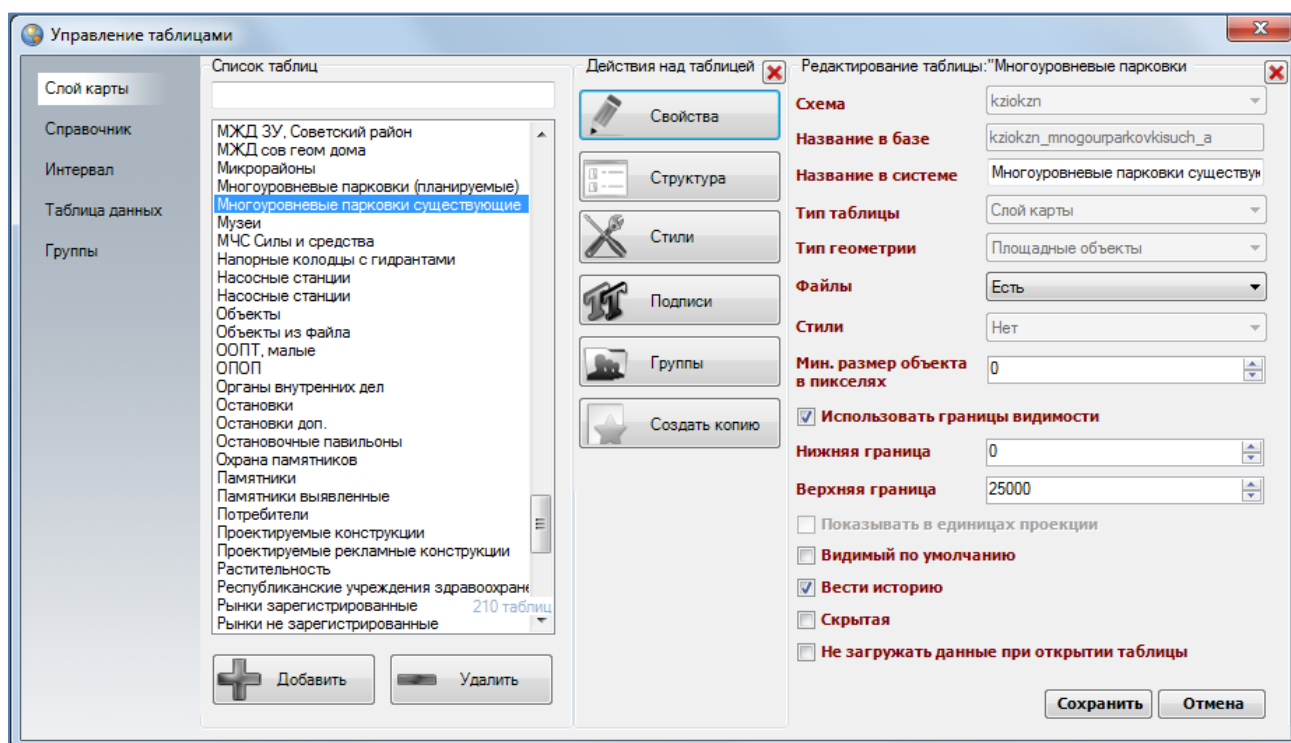 Управление таблицами
Слой карты
Справочник
Интервал
Таблица данных
Группы
Список таблиц
МЖД ЗУ, Советский район
МЖД сов геом дома
Микрорайоны
Многоуровневые парковки (планируемые)
Многоуровневые парковки существующие
Музеи
МЧС Силы и средства
Напорные колодцы с гидрантами
Насосные станции
Насосные станции
Объекты
Объекты из файла
ООПТ, малые
ОПОП
Органы внутренних дел
Остановки
Остановки доп.
Остановочные павильоны
Охрана памятников
Памятники
Памятники выявленные
Потребители
Проектируемые конструкции
Проектируемые рекламные конструкции
Растительность
Республиканские учреждения здравоохране
Рынки зарегистрированные
210 таблиц
Рынки не зарегистрированные
Добавить
Удалить
Действия над таблицей
Свойства
Структура
Стили
Подписи
Группы
Создать копию
Редактирование таблицы:"Многоуровневые парковки
Схема
kziokzn
Название в базе
kziokzn_mnogourparkovkisuch_a
Название в системе
Многоуровневые парковки существую
Тип таблицы
Слой карты
Тип геометрии
Площадные объекты
Файлы
Есть
Стили
Нет
Мин. размер объекта
в пикселях
0
Использовать границы видимости
Нижняя граница
0
Верхняя граница
25000
Показывать в единицах проекции
Видимый по умолчанию
Вести историю
Скрытая
Не загружать данные при открытии таблицы
Сохранить
Отмена